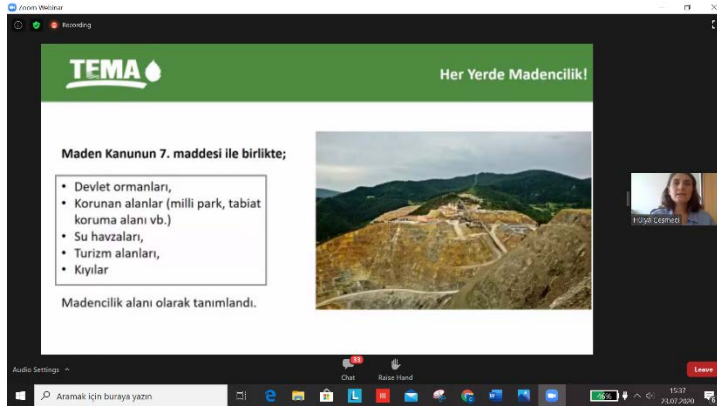 Zoom Webinar
Recording
TEMA
Her Yerde Madencilik!
Maden Kanunun 7. maddesi ile birlikte;
• Devlet ormanları,
• Korunan alanlar (milli park, tabiat
koruma alanı vb.)
• Su havzaları,
• Turizm alanları,
• Kıyılar
Madencilik alanı olarak tanımlandı.
Hülya Çeşmeci
Audio Settings
33
Chat
Raise Hand
Leave
Aramak için buraya yazın
46%
15:37
23.07.2020